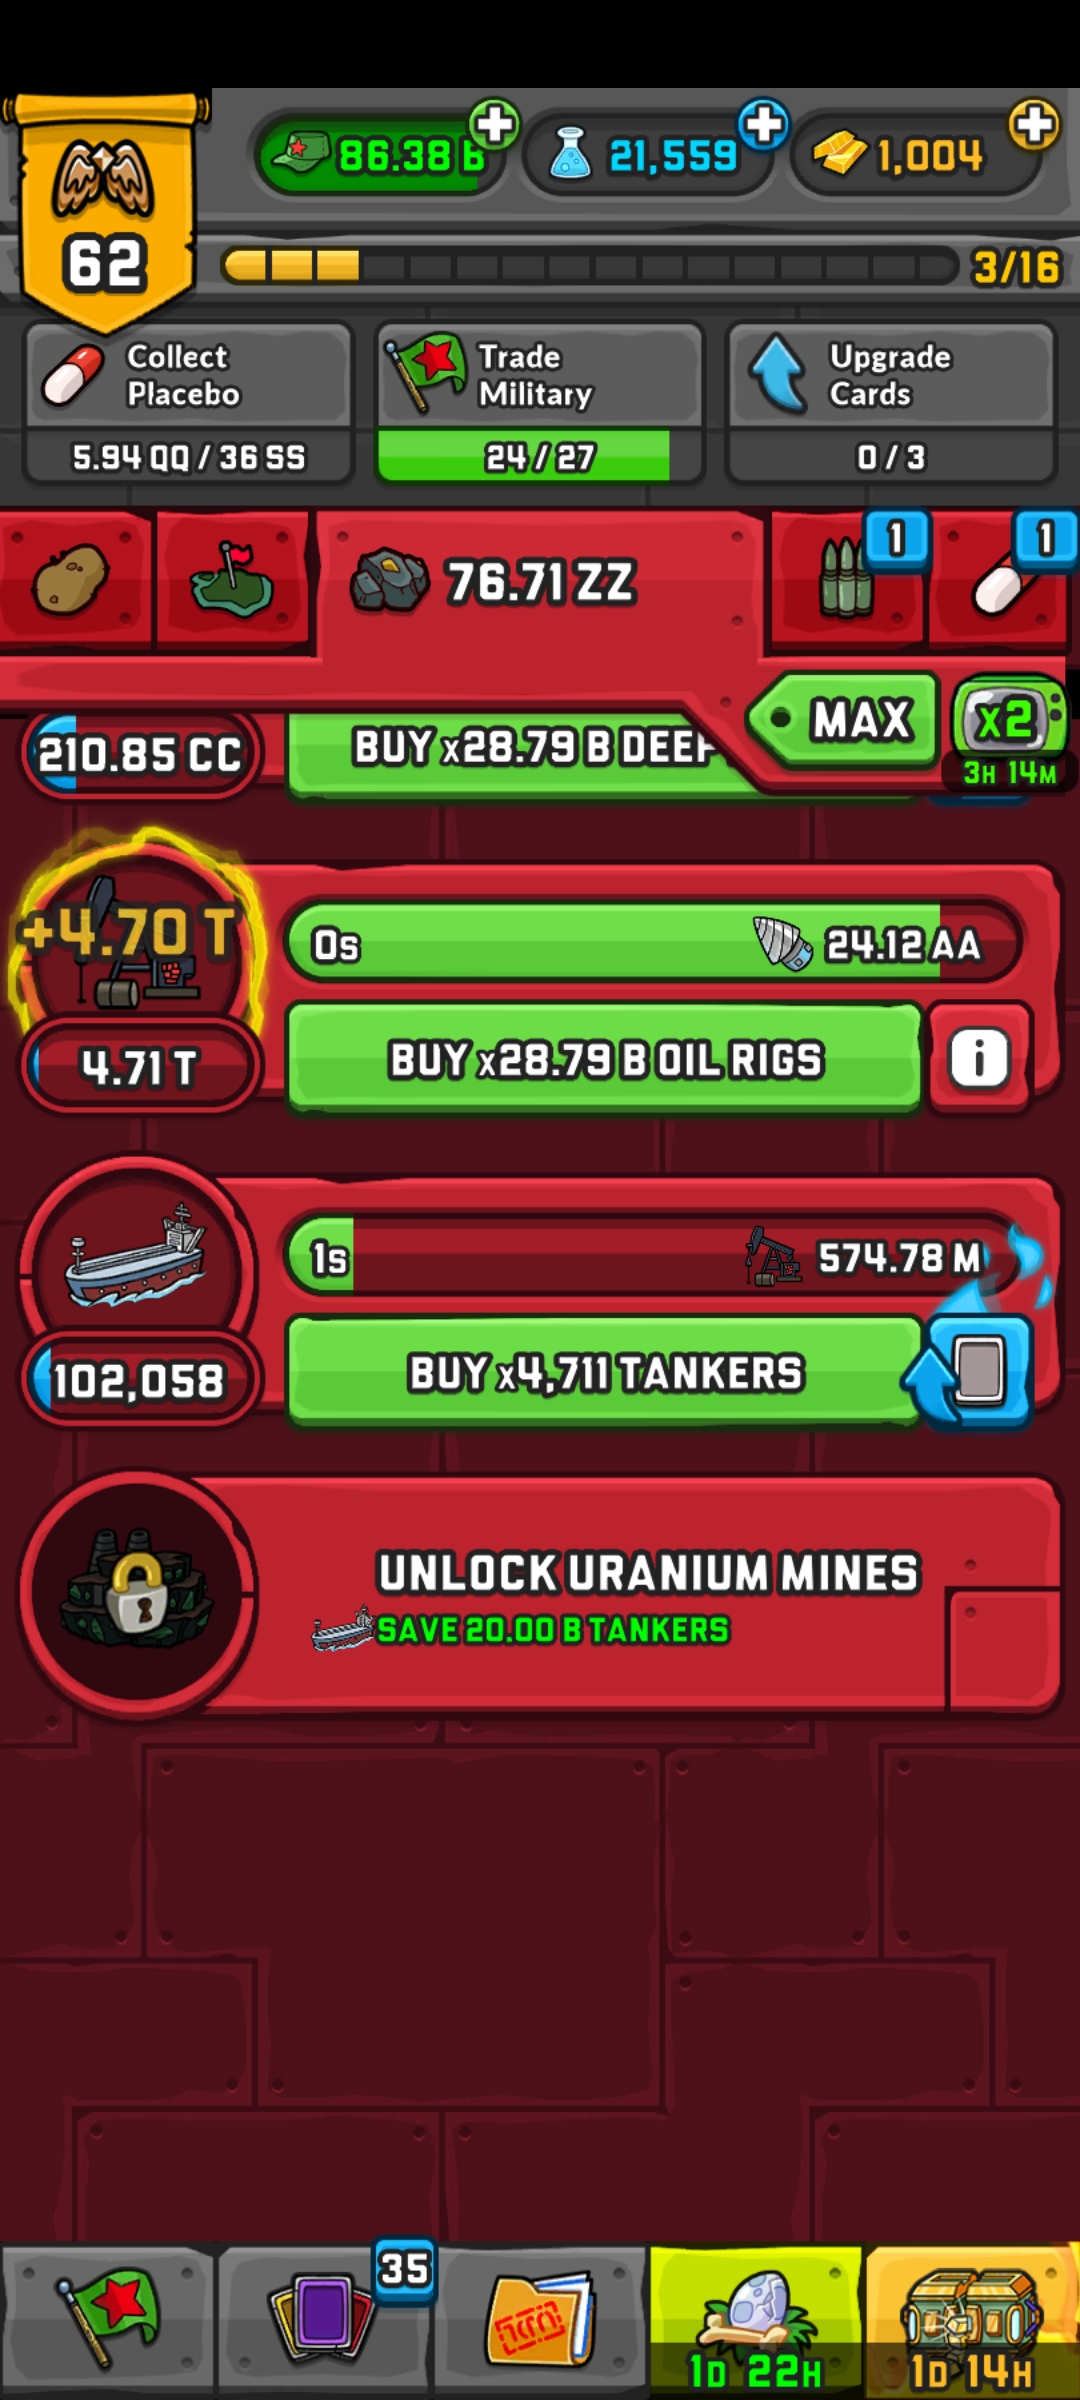 86.38 B
21,559
1,004
62
3/16
Collect
Placebo
5.94 QQ / 36 SS
Trade
Military
24 / 27
Upgrade
Cards
0 / 3
76.71 ZZ
1
1
MAX
x2
3H 14M
210.85 CC
BUY x28.79 B DEEP
+4.70 T
0s
24.12 AA
4.71 T
BUY x28.79 B OIL RIGS
i
1s
574.78 M
102,058
BUY x4,711 TANKERS
UNLOCK URANIUM MINES
SAVE 20.00 B TANKERS
35
1D 22H
1D 14H